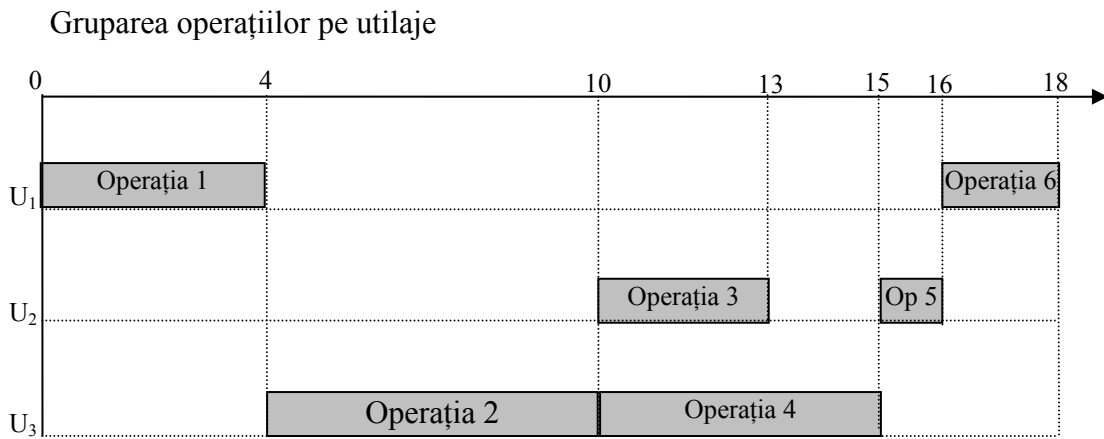 Gruparea operațiilor pe utilaje
0 4 10 13 15 16 18
Operația 1 Operația 6
U1
Operația 3 Op 5
U2
Operația 2 Operația 4
U3